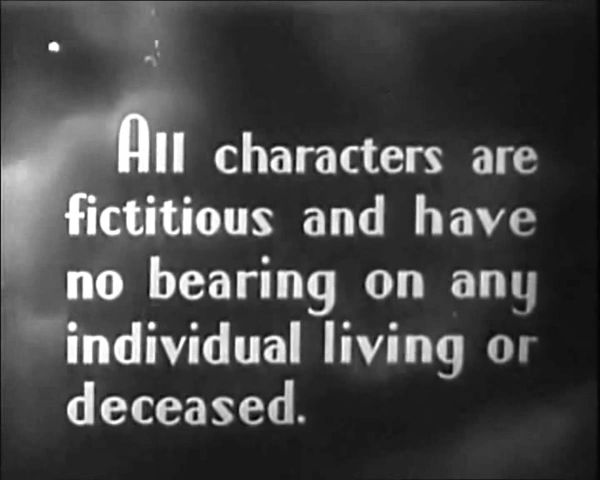 All characters are
fictitious and have
no bearing on any
individual living or
deceased.